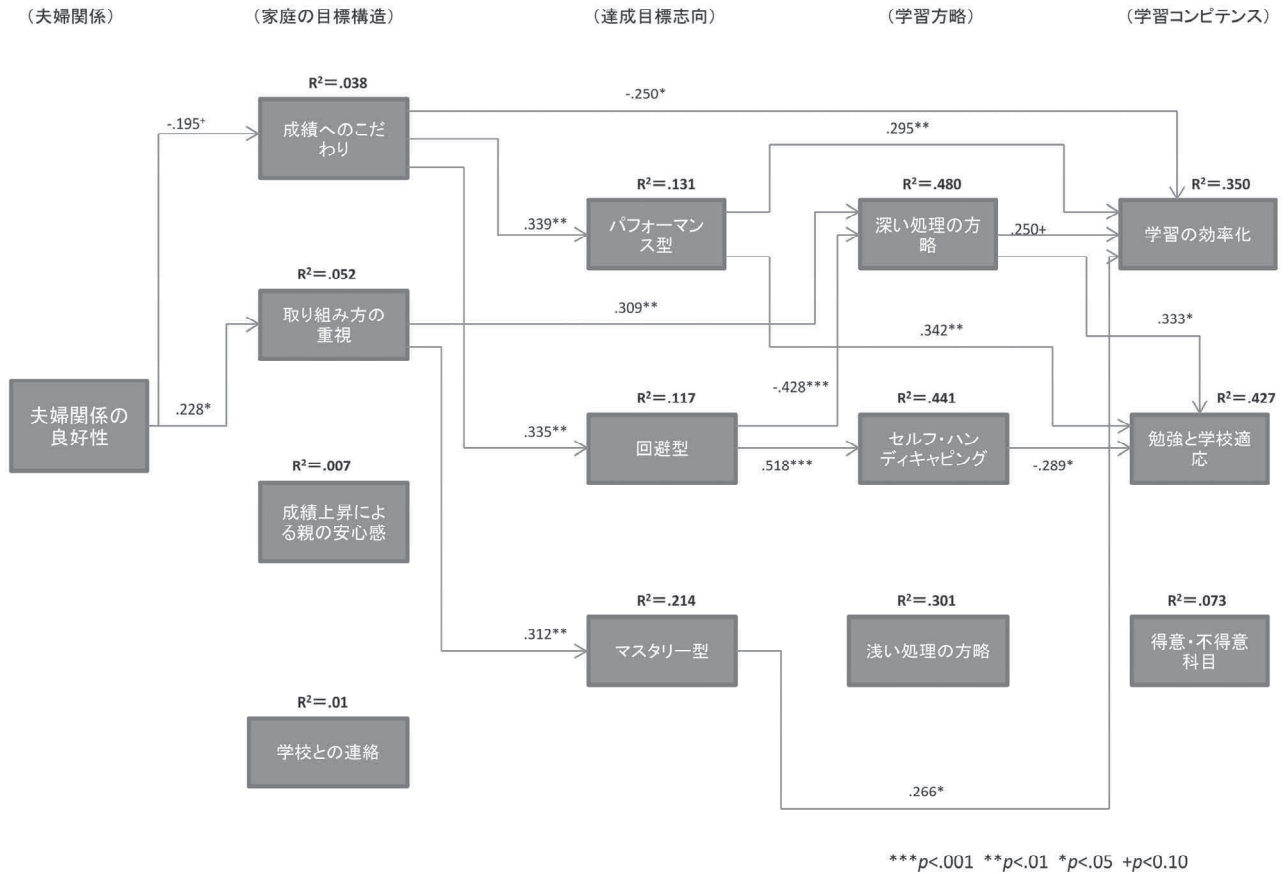 （夫婦関係）
（家庭の目標構造）
（達成目標志向）
（学習方略）
（学習コンピテンス）
R²＝.038
成績へのこだ
わり
-.195⁺
-.250*
.295**
.339**
R²＝.131
パフォーマン
ス型
R²＝.480
深い処理の方
略
.250+
R²＝.350
学習の効率化
R²＝.052
取り組み方の
重視
.309**
.342**
.333*
夫婦関係の
良好性
.228*
-.428***
.335**
R²＝.117
回避型
.518***
R²＝.441
セルフ・ハン
ディキャピング
-.289*
R²＝.427
勉強と学校適
応
R²＝.007
成績上昇によ
る親の安心感
.312**
R²＝.214
マスタリー型
R²＝.301
浅い処理の方略
R²＝.073
得意・不得意
科目
R²＝.01
学校との連絡
.266*
***p<.001 **p<.01 *p<.05 +p<0.10